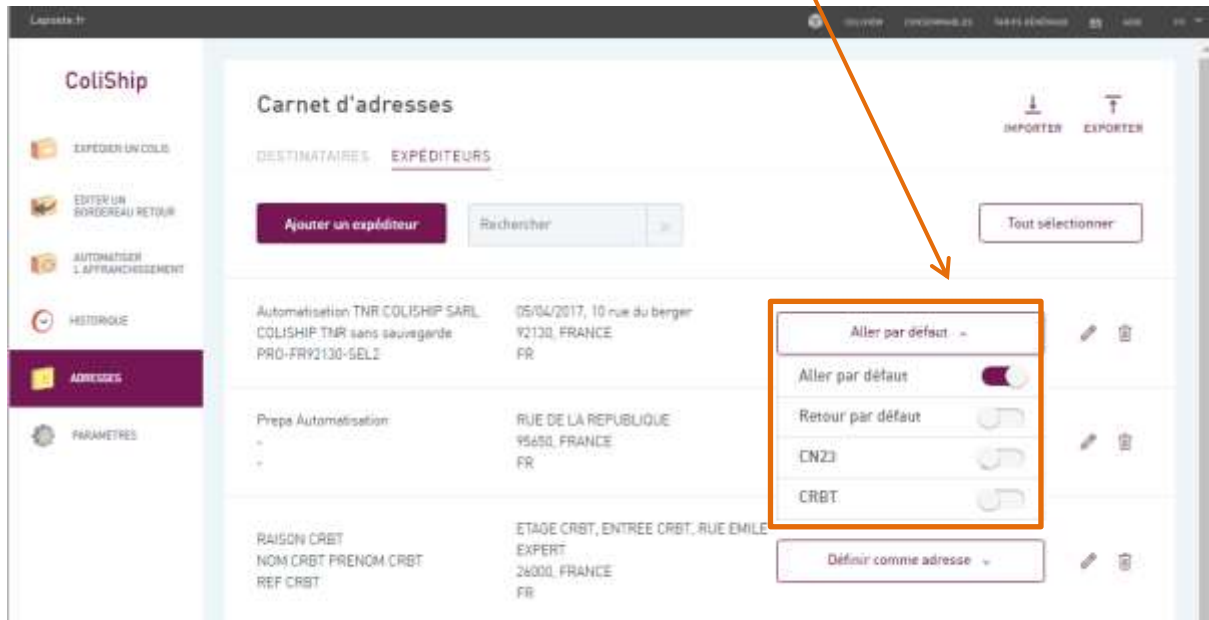 Laposte.fr
ColiShip
Carnet d'adresses
IMPORTER EXPORTER
EXPÉDIER UN COLIS
DESTINATAIRES EXPÉDITEURS
EDITER UN
BORDEREAU RETOUR
Ajouter un expéditeur Rechercher Tout sélectionner
AUTOMATISER
L'AFFRANCHISSEMENT
HISTORIQUE
ADRESSES
PARAMETRES
Automatisation TNR COLISHIP SARL
COLISHIP TNR sans sauvegarde
PRO-FR92130-SEL2
05/04/2017, 10 rue du berger
92130, FRANCE
FR
Aller par défaut
Aller par défaut
Retour par défaut
CN23
CRBT
Prepa Automatisation
-
-
RUE DE LA REPUBLIQUE
95650, FRANCE
FR
RAISON CRBT
NOM CRBT PRENOM CRBT
REF CRBT
ETAGE CRBT, ENTREE CRBT, RUE EMILE
EXPERT
26000, FRANCE
FR
Définir comme adresse